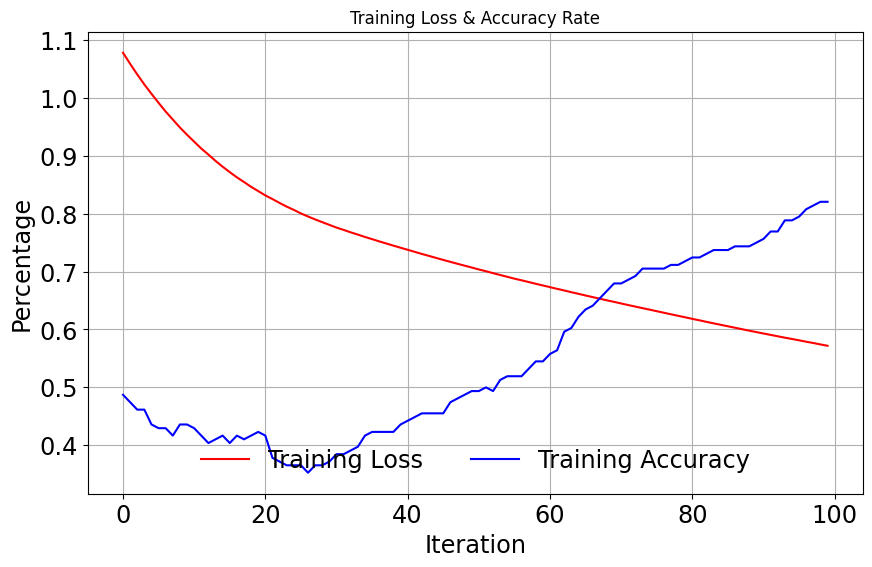 Training Loss & Accuracy Rate
Percentage
1.1
1.0
0.9
0.8
0.7
0.6
0.5
0.4
Training Loss Training Accuracy
0 20 40 60 80 100
Iteration